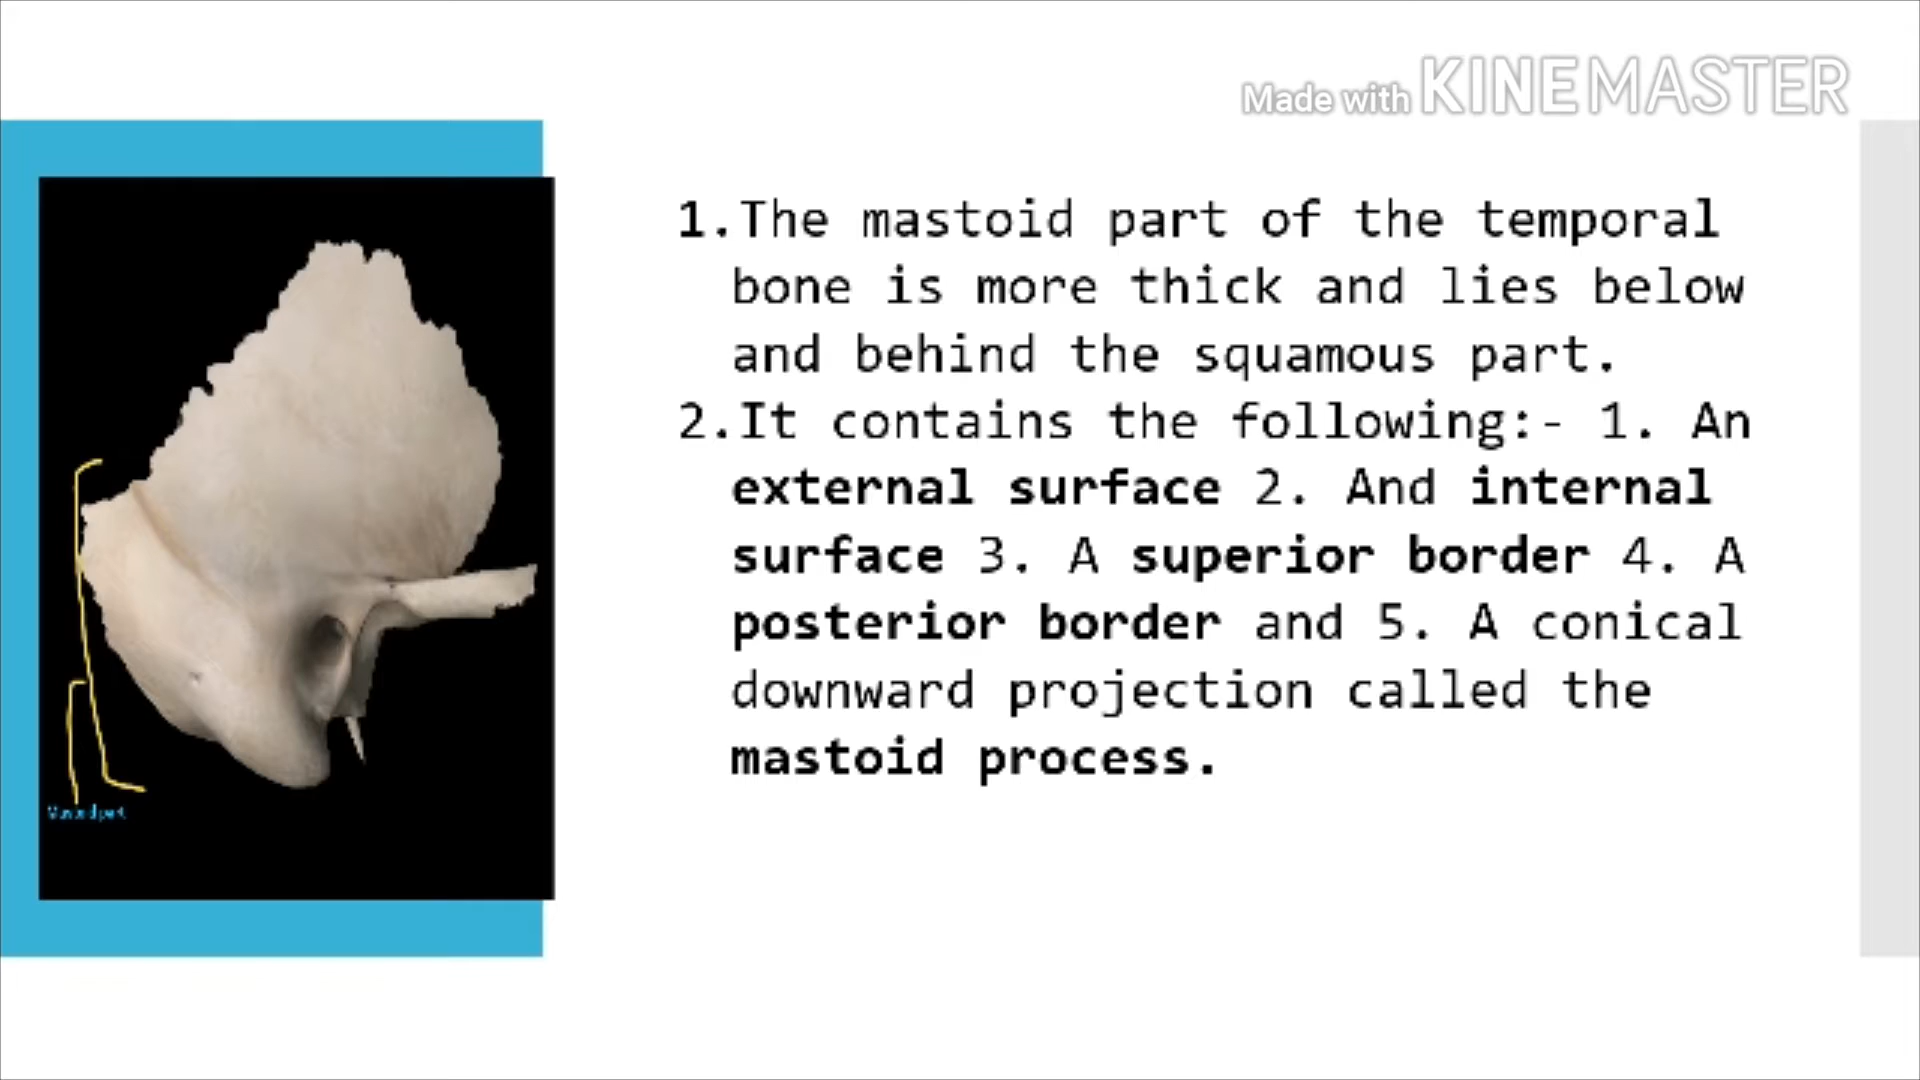 Made with KINEMASTER
1.The mastoid part of the temporal
bone is more thick and lies below
and behind the squamous part.
2.It contains the following:- 1. An
external surface 2. And internal
surface 3. A superior border 4. A
posterior border and 5. A conical
downward projection called the
mastoid process.
Mastoid part